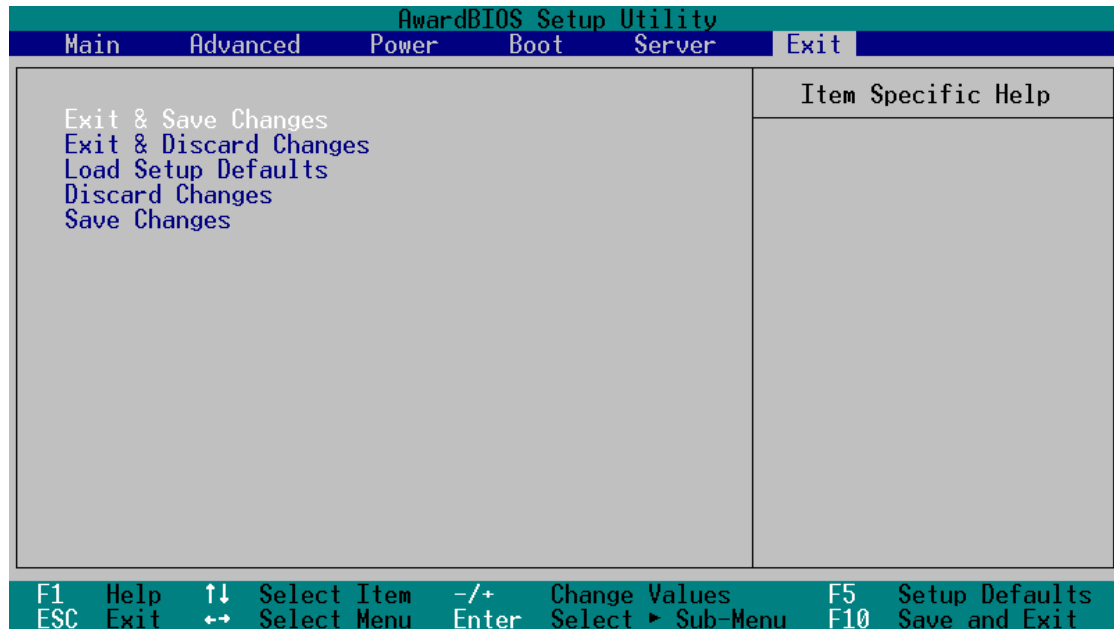 AwardBIOS Setup Utility
Main Advanced Power Boot Server Exit
Item Specific Help
Exit & Save Changes
Exit & Discard Changes
Load Setup Defaults
Discard Changes
Save Changes
F1 Help ↑↓ Select Item -/+ Change Values F5 Setup Defaults
ESC Exit ←→ Select Menu Enter Select ► Sub-Menu F10 Save and Exit